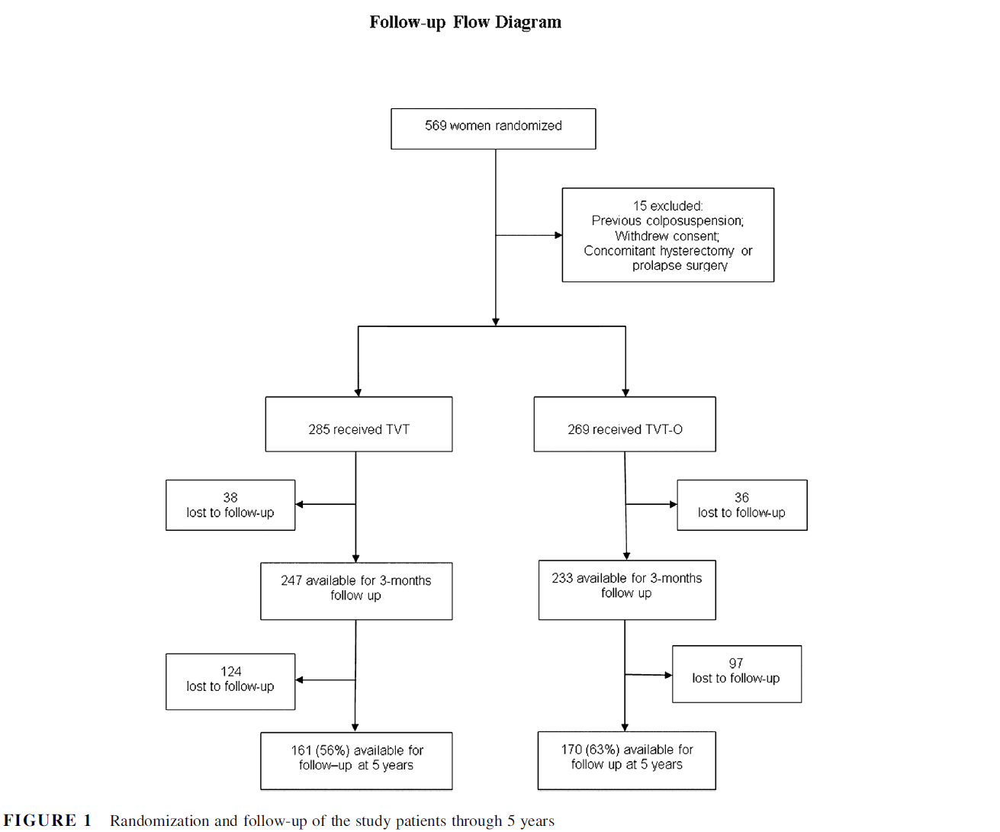 Follow-up Flow Diagram
569 women randomized
15 excluded:
Previous colposuspension;
Withdrew consent;
Concomitant hysterectomy or
prolapse surgery
285 received TVT
269 received TVT-O
38
lost to follow-up
36
lost to follow-up
247 available for 3-months
follow up
233 available for 3-months
follow up
124
lost to follow-up
97
lost to follow-up
161 (56%) available for
follow–up at 5 years
170 (63%) available for
follow up at 5 years
FIGURE 1 Randomization and follow-up of the study patients through 5 years